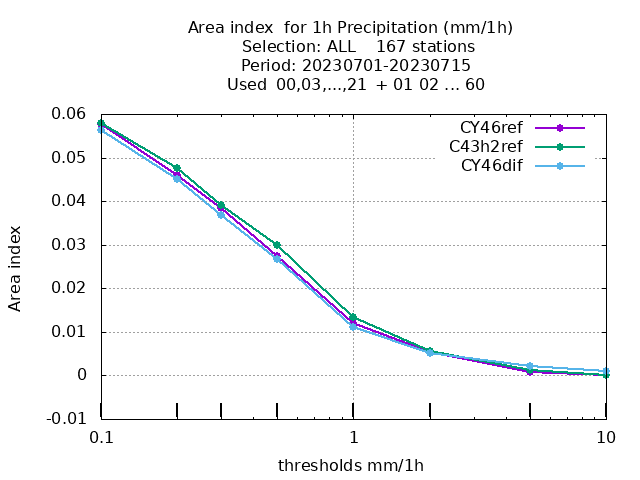 Area index  for 1h Precipitation (mm/1h)
Selection: ALL    167 stations
Period: 20230701-20230715
Used  00,03,...,21  + 01 02 ... 60
CY46ref
C43h2ref
CY46dif
0.06
0.05
0.04
0.03
0.02
0.01
0
-0.01
Area index
0.1
1
10
thresholds mm/1h